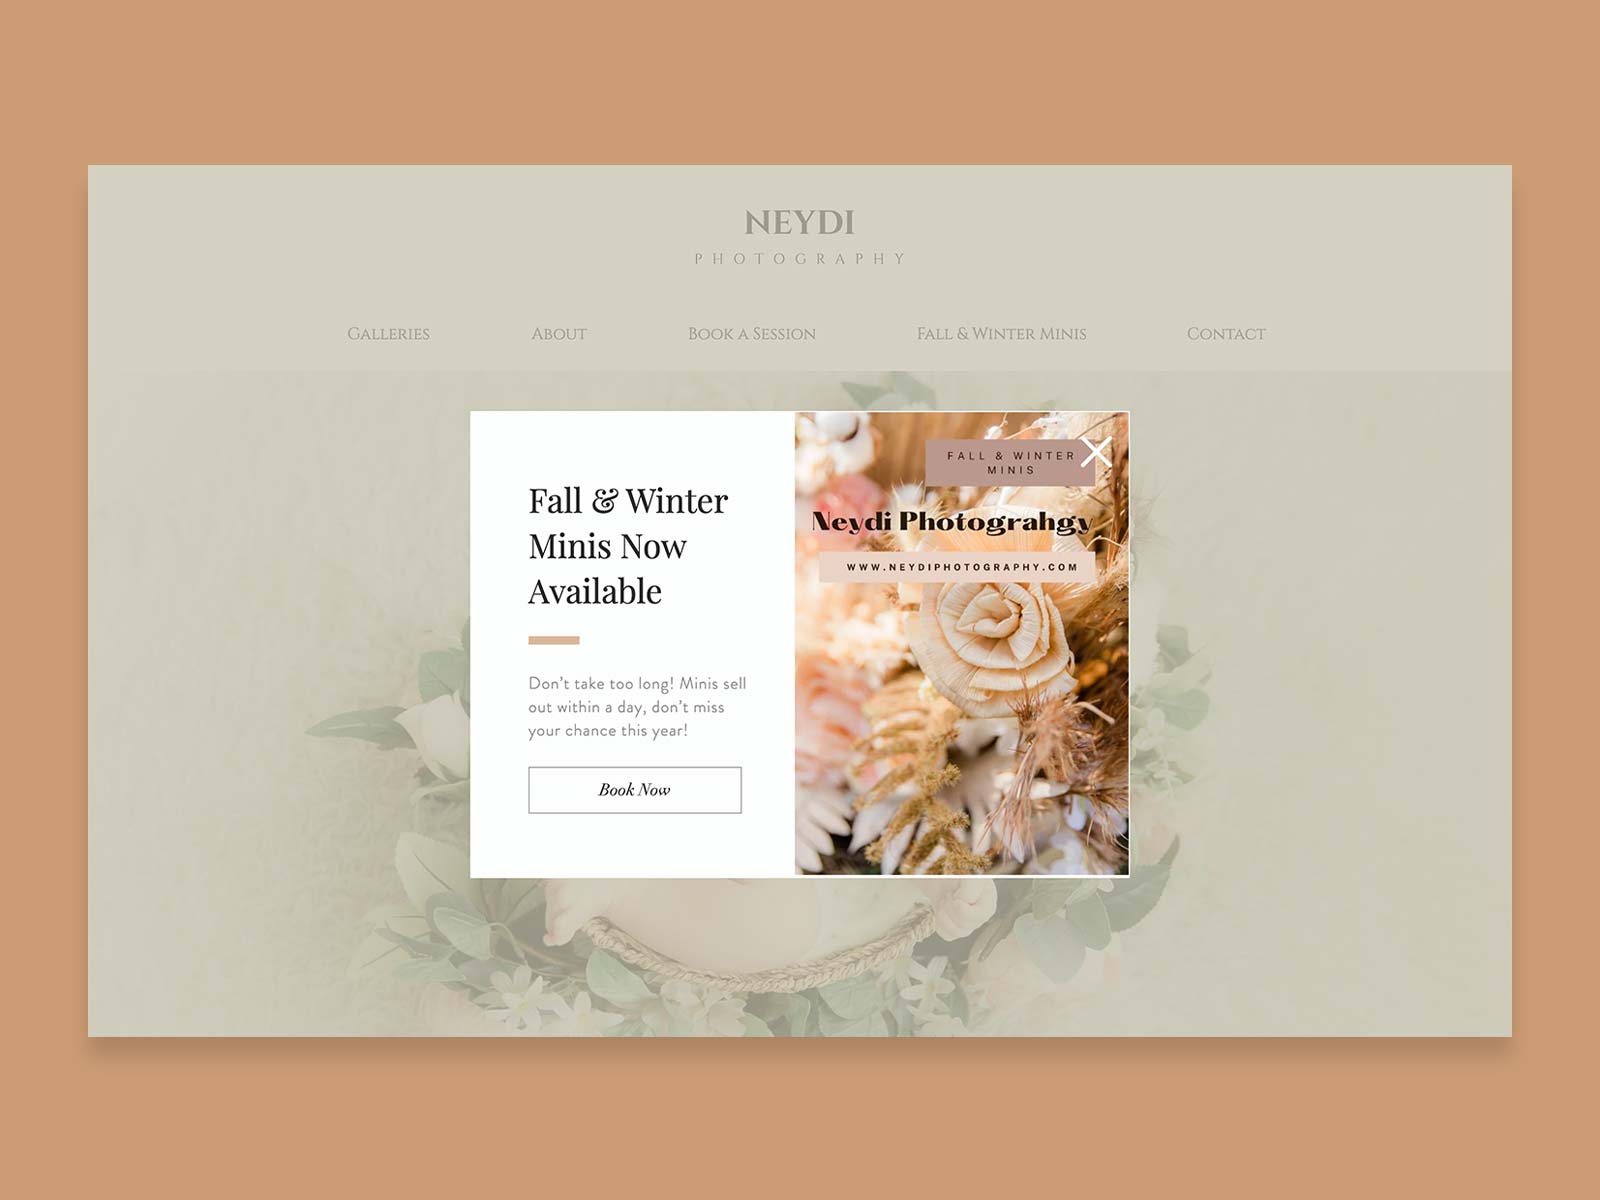 NEYDI
PHOTOGRAPHY
Galleries About Book a Session Fall & Winter Minis Contact
Fall & Winter
Minis Now
Available
Don't take too long! Minis sell
out within a day, don't miss
your chance this year!
Book Now
FALL & WINTER
MINIS
Neydi Photograhgy
WWW.NEYDIPHOTOGRAPHY.COM